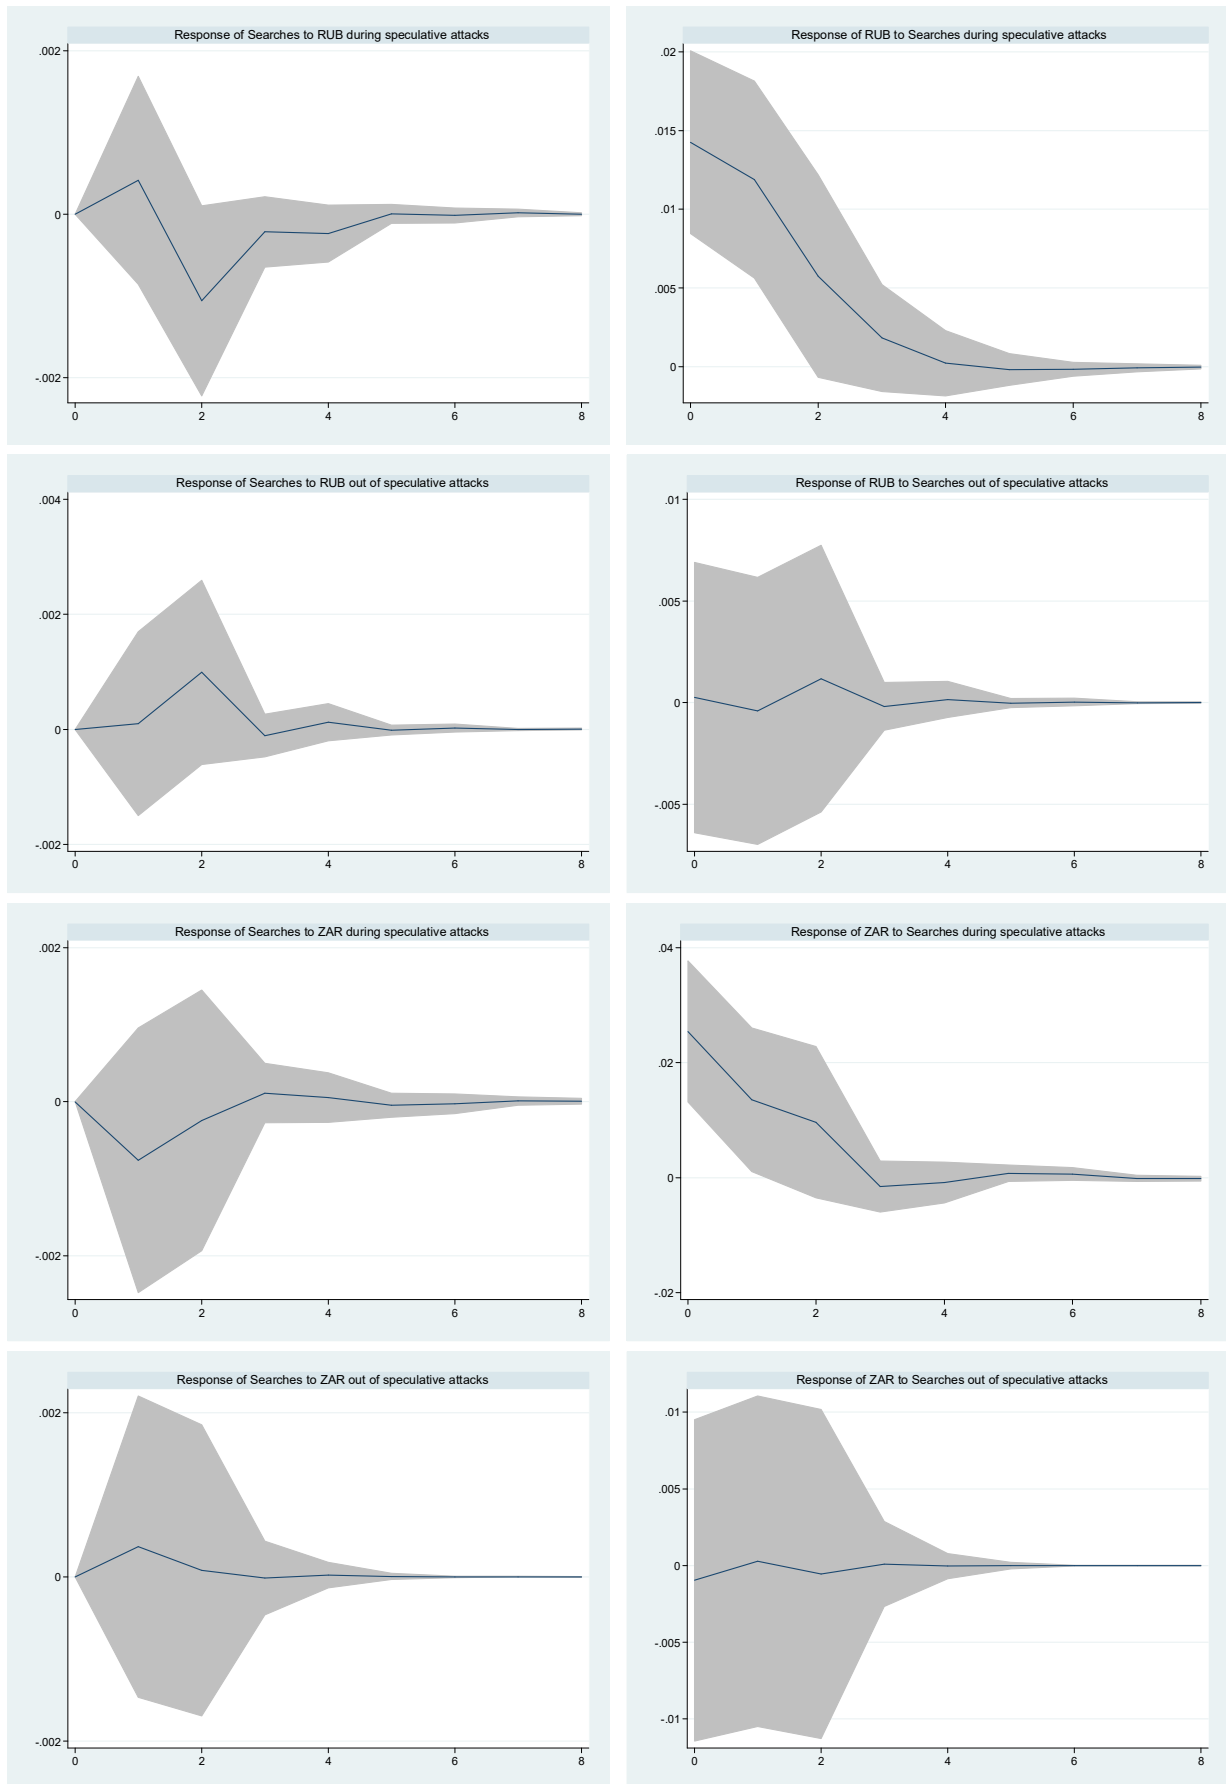 Response of Searches to RUB during speculative attacks
.002
0
-.002
0 2 4 6 8
Response of RUB to Searches during speculative attacks
.02
.015
.01
.005
0
0 2 4 6 8
Response of Searches to RUB out of speculative attacks
.004
.002
0
-.002
0 2 4 6 8
Response of RUB to Searches out of speculative attacks
.01
.005
0
-.005
0 2 4 6 8
Response of Searches to ZAR during speculative attacks
.002
0
-.002
0 2 4 6 8
Response of ZAR to Searches during speculative attacks
.04
.02
0
-.02
0 2 4 6 8
Response of Searches to ZAR out of speculative attacks
.002
0
-.002
0 2 4 6 8
Response of ZAR to Searches out of speculative attacks
.01
.005
0
-.005
-.01
0 2 4 6 8